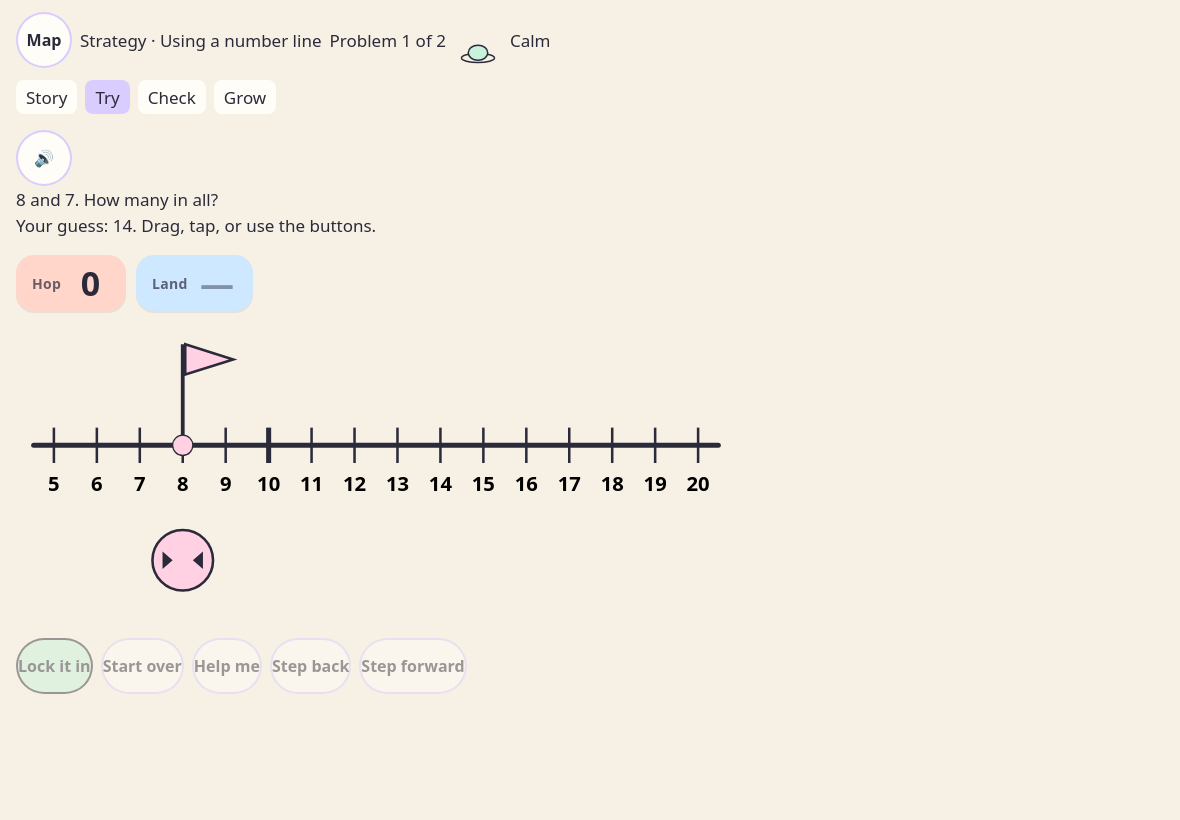 Map
Strategy · Using a number line Problem 1 of 2 Calm
Story Try Check Grow
8 and 7. How many in all?
Your guess: 14. Drag, tap, or use the buttons.
Hop 0 Land —
5 6 7 8 9 10 11 12 13 14 15 16 17 18 19 20
Lock it in Start over Help me Step back Step forward